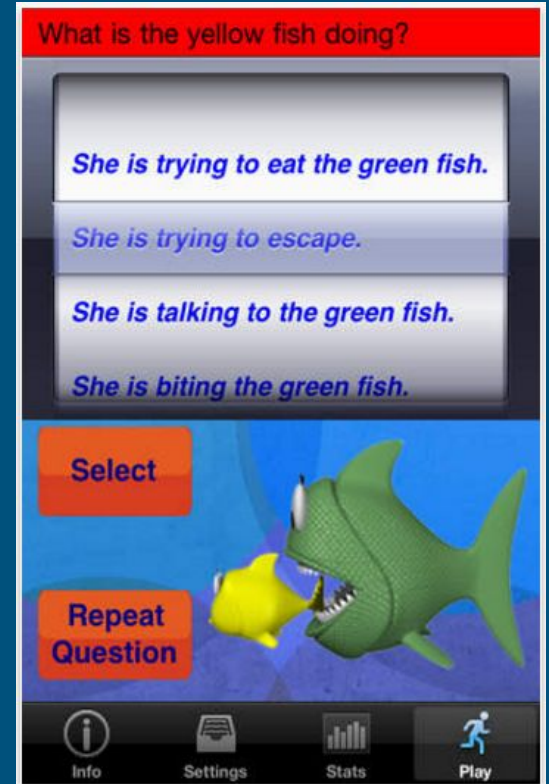 What is the yellow fish doing?
She is trying to eat the green fish.
She is trying to escape.
She is talking to the green fish.
She is biting the green fish.
Select
Repeat
Question
Info
Settings
Stats
Play